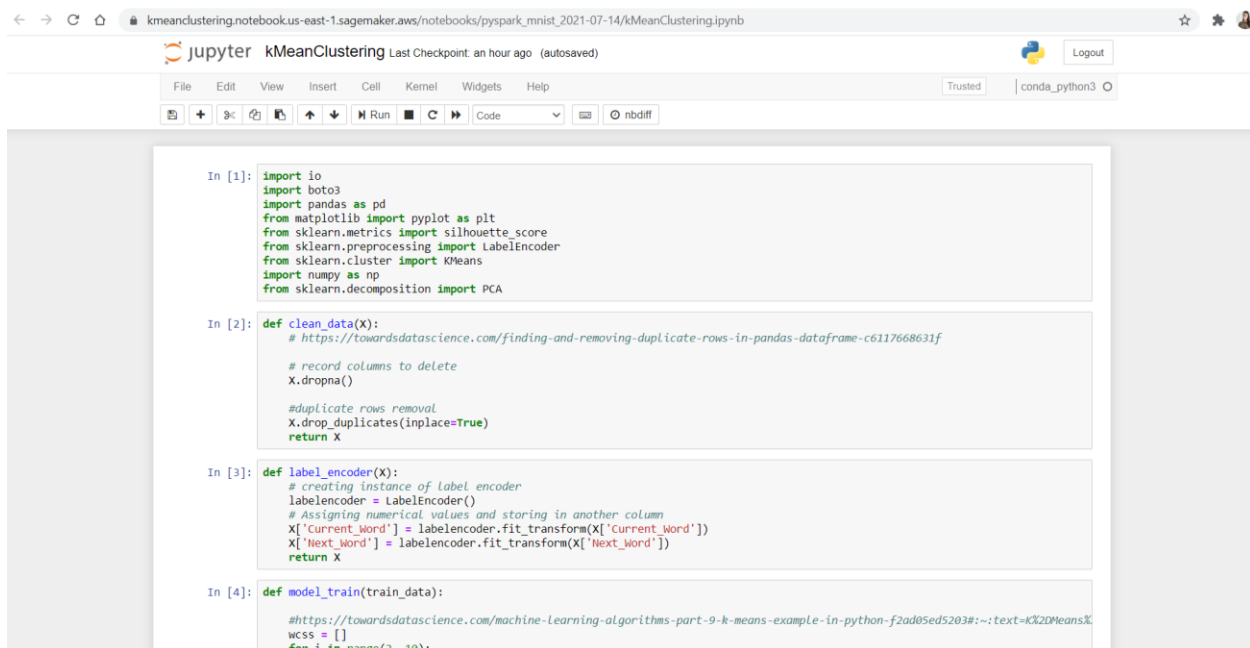 kmeanclustering.notebook.us-east-1.sagemaker.aws/notebooks/pyspark_mnist_2021-07-14/kMeanClustering.ipynb
jupyter kMeanClustering Last Checkpoint: an hour ago (autosaved)
Logout
File Edit View Insert Cell Kernel Widgets Help
Trusted conda_python3
Run Code nbdiff
In [1]: import io
import boto3
import pandas as pd
from matplotlib import pyplot as plt
from sklearn.metrics import silhouette_score
from sklearn.preprocessing import LabelEncoder
from sklearn.cluster import KMeans
import numpy as np
from sklearn.decomposition import PCA
In [2]: def clean_data(X):
# https://towardsdatascience.com/finding-and-removing-duplicate-rows-in-pandas-dataframe-c6117668631f
# record columns to delete
X.dropna()
#duplicate rows removal
X.drop_duplicates(inplace=True)
return X
In [3]: def label_encoder(X):
# creating instance of label encoder
labelencoder = LabelEncoder()
# Assigning numerical values and storing in another column
X['Current_Word'] = labelencoder.fit_transform(X['Current_Word'])
X['Next_Word'] = labelencoder.fit_transform(X['Next_Word'])
return X
In [4]: def model_train(train_data):
#https://towardsdatascience.com/machine-learning-algorithms-part-9-k-means-example-in-python-f2ad05ed5203#:~:text=K%2DMeans%
wcss = []
for i in range(2, 10):